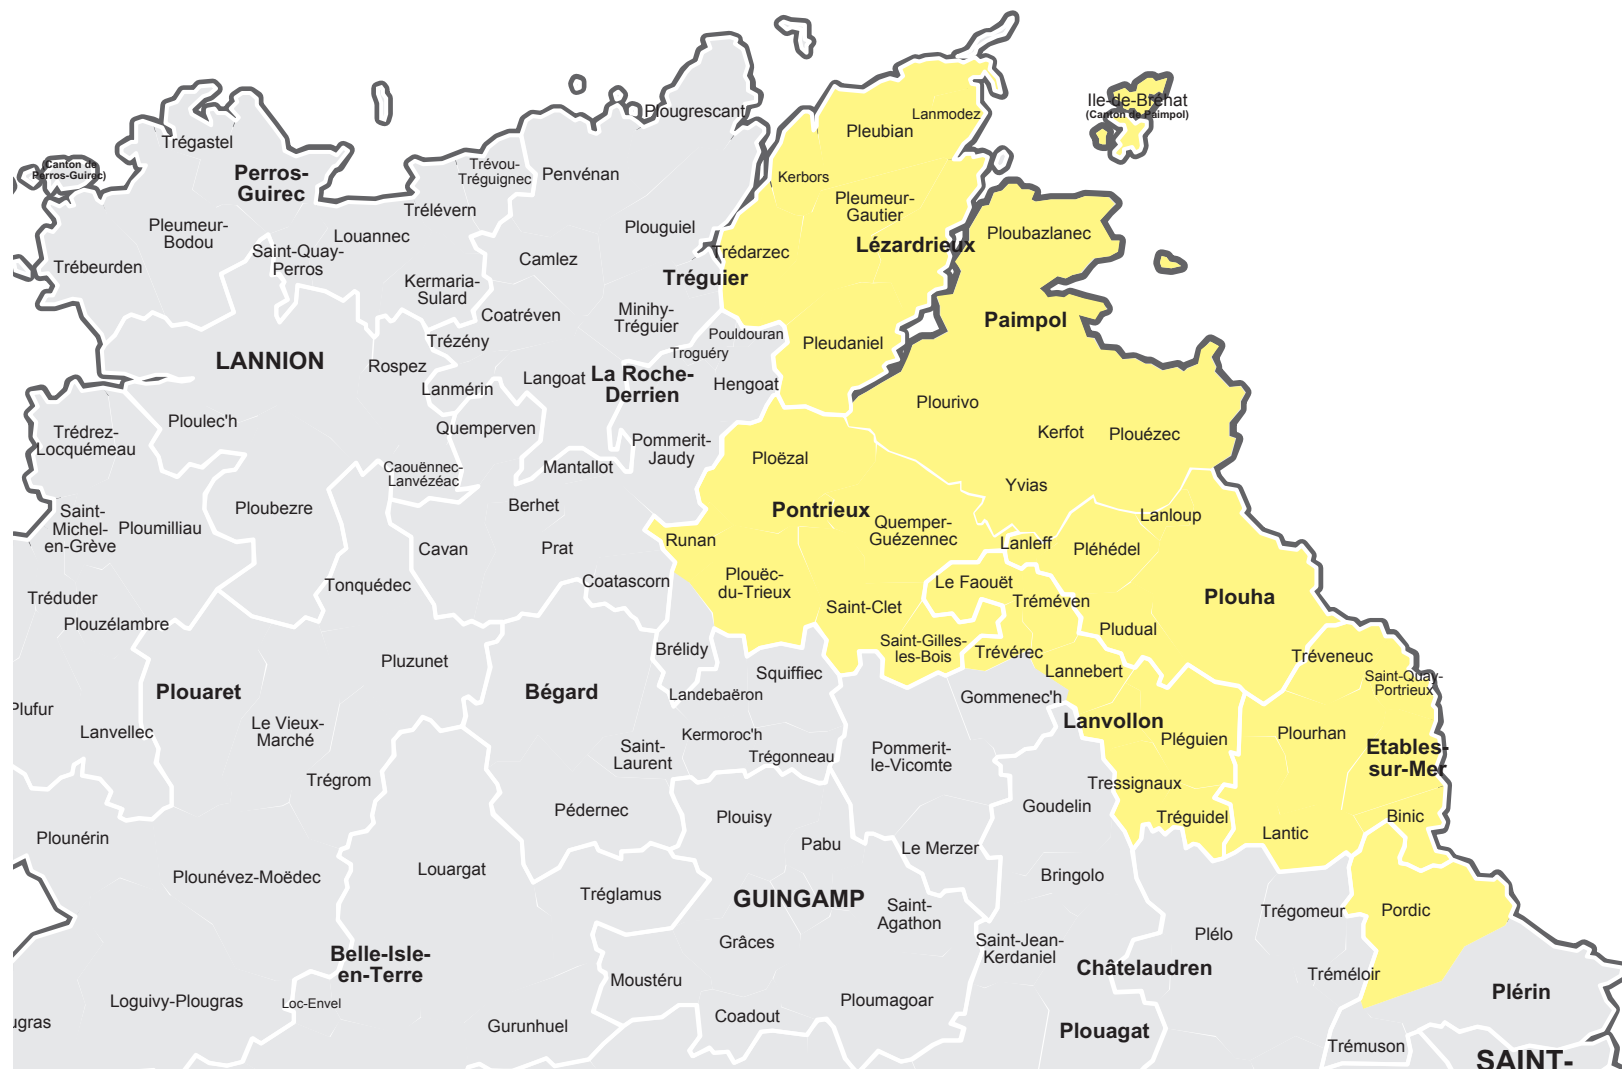 Ile-de-Bréhat
(Canton de Paimpol)
Plougrescant
Lanmodez
Pleubian
Trégastel
(Canton de
Perros-Guirec)
Perros-
Guirec
Trévou-
Tréguignec
Penvénan
Kerbors
Pleumeur-
Gautier
Trélévern
Pleumeur-
Bodou
Louannec
Plouguiel
Ploubazlanec
Saint-Quay-
Perros
Trédarzec
Lézardrieux
Trébeurden
Camlez
Tréguier
Kermaria-
Sulard
Coatréven
Minihy-
Tréguier
Paimpol
Pouldouran
Trézény
Troguéry
Pleudaniel
LANNION
Rospez
Lanmérin
Langoat
La Roche-
Derrien
Hengoat
Plourivo
Trédrez-
Locquémeau
Ploulec'h
Quemperven
Pommerit-
Jaudy
Kerfot
Plouézec
Ploëzal
Caouënnec-
Lanvézéac
Mantallot
Yvias
Saint-
Michel-
en-Grève
Ploumilliau
Ploubezre
Berhet
Pontrieux
Quemper-
Guézennec
Lanloup
Cavan
Prat
Runan
Lanleff
Pléhédel
Tonquédec
Coatascorn
Plouëc-
du-Trieux
Le Faouët
Tréduder
Plouzélambre
Saint-Clet
Tréméven
Plouha
Pludual
Pluzunet
Brélidy
Saint-Gilles-
les-Bois
Trévérec
Tréveneuc
Plouaret
Bégard
Squiffiec
Lannebert
Saint-Quay-
Portrieux
Plufur
Landebaëron
Gommenec'h
Lanvellec
Le Vieux-
Marché
Kermoroc'h
Lanvollon
Pléguien
Plourhan
Saint-
Laurent
Trégonneau
Pommerit-
le-Vicomte
Etables-
sur-Mer
Trégrom
Tressignaux
Pédernec
Plouisy
Goudelin
Tréguidel
Binic
Lantic
Plounérin
Pabu
Le Merzer
Plounévez-Moëdec
Louargat
Bringolo
Tréglamus
GUINGAMP
Saint-
Agathon
Trégomeur
Pordic
Grâces
Saint-Jean-
Kerdaniel
Plélo
Belle-Isle-
en-Terre
Moustéru
Châtelaudren
Tréméloir
Loguivy-Plougras
Loc-Envel
Ploumagoar
Plérin
ugras
Gurunhuel
Coadout
Plouagat
Trémuson
SAINT-